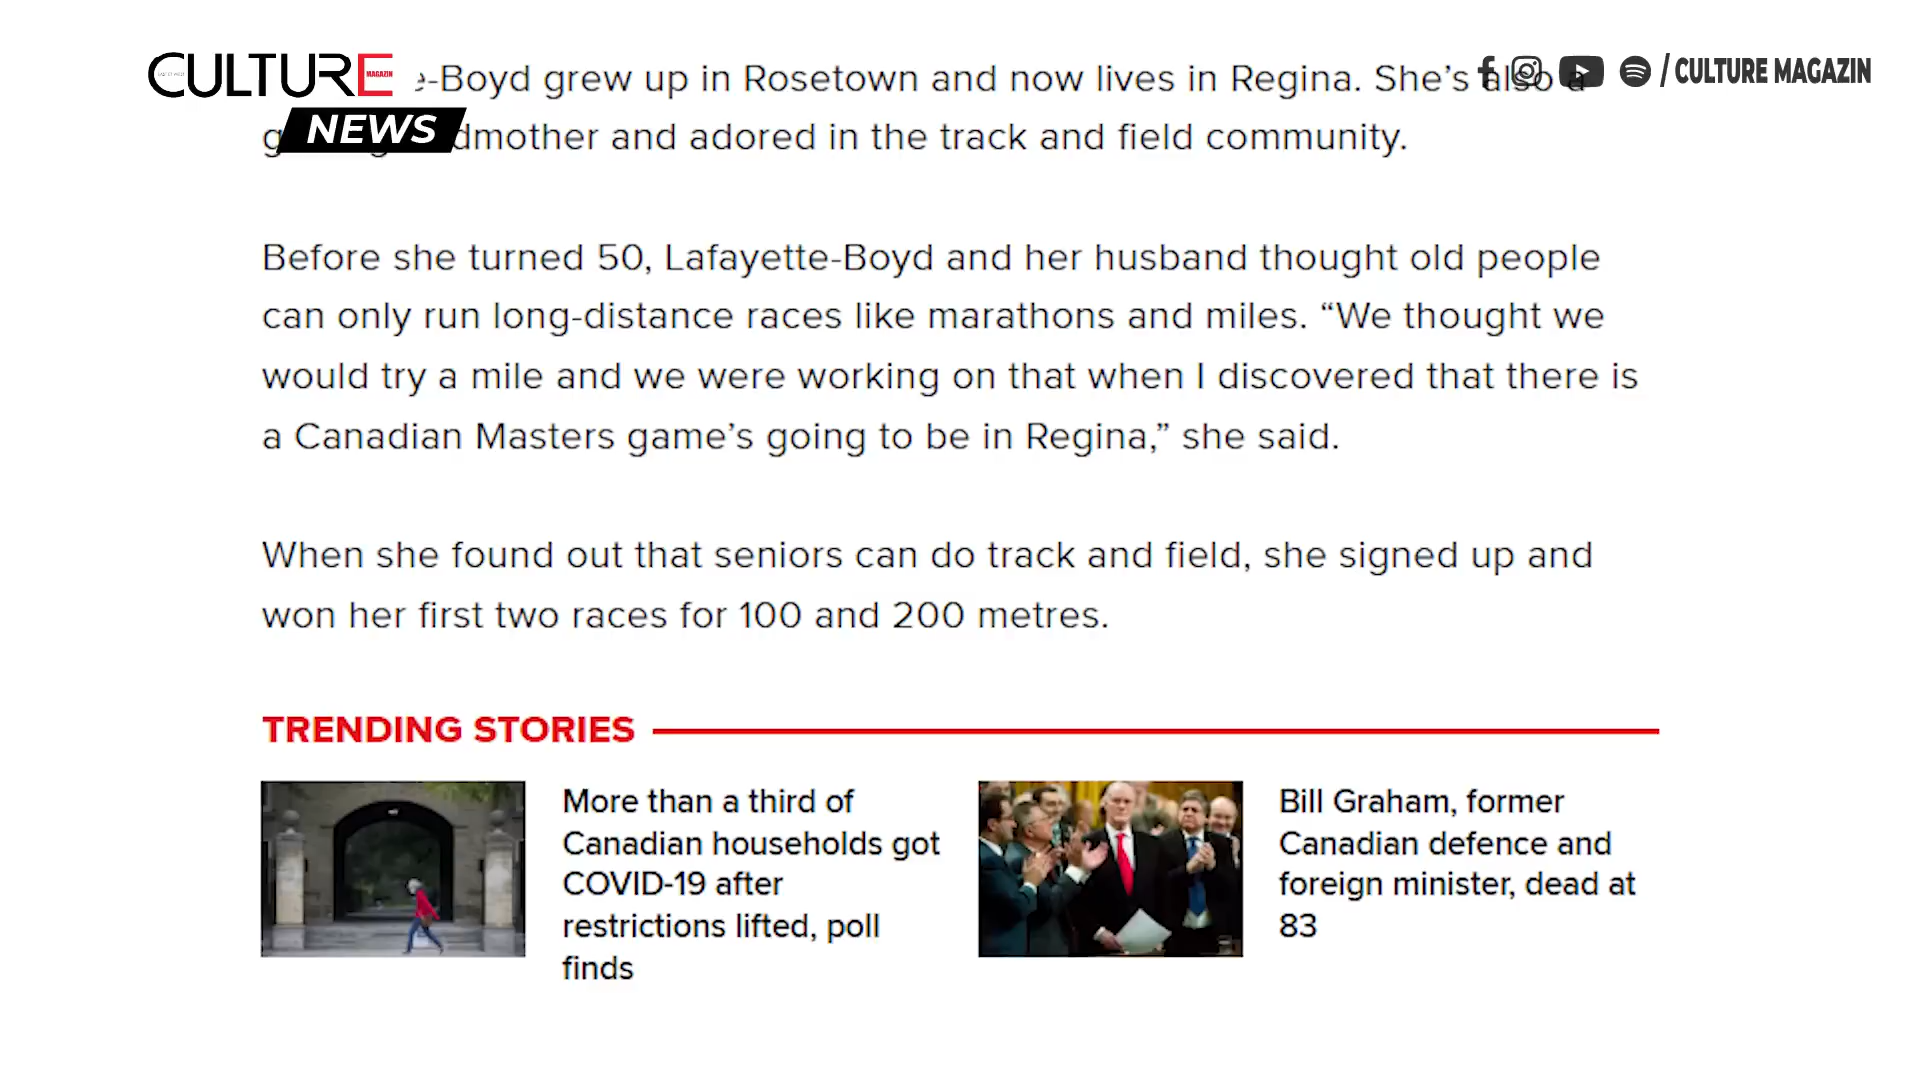 CULTURE
MAGAZIN
NEWS
/ CULTURE MAGAZIN
-Boyd grew up in Rosetown and now lives in Regina. She’s also a
dmother and adored in the track and field community.
Before she turned 50, Lafayette-Boyd and her husband thought old people
can only run long-distance races like marathons and miles. “We thought we
would try a mile and we were working on that when I discovered that there is
a Canadian Masters game’s going to be in Regina,” she said.
When she found out that seniors can do track and field, she signed up and
won her first two races for 100 and 200 metres.
TRENDING STORIES
More than a third of
Canadian households got
COVID-19 after
restrictions lifted, poll
finds
Bill Graham, former
Canadian defence and
foreign minister, dead at
83